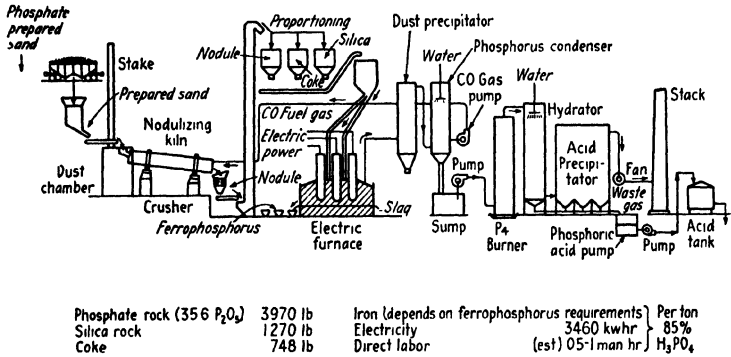 Phosphate
prepared
sand
Stake
Prepared sand
Nodulizing
kiln
Dust
chamber
Crusher
Nodule
Ferrophosphorus
Proportioning
Nodule
Coke
Silica
CO Fuel gas
Electric
power
Electric
furnace
Slag
Dust precipitator
Water
Phosphorus condenser
CO Gas
pump
Pump
Sump
P4
Burner
Water
Hydrator
Acid
Precipi-
tator
Fan
Waste
gas
Phosphoric
acid pump
Pump
Stack
Acid
tank
Phosphate rock (356 P₂O₅) 3970 lb
Silica rock 1270 lb
Coke 748 lb
Iron (depends on ferrophosphorus requirements
Electricity 3460 kwhr
Direct labor (est) 05-1 man hr
Per ton
85%
H₃PO₄